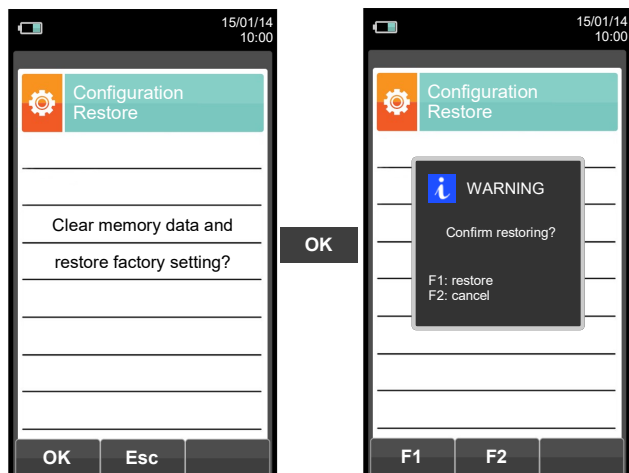 15/01/14
10:00
Configuration
Restore
Clear memory data and
restore factory setting?
OK
Esc
OK
15/01/14
10:00
Configuration
Restore
i WARNING
Confirm restoring?
F1: restore
F2: cancel
F1
F2